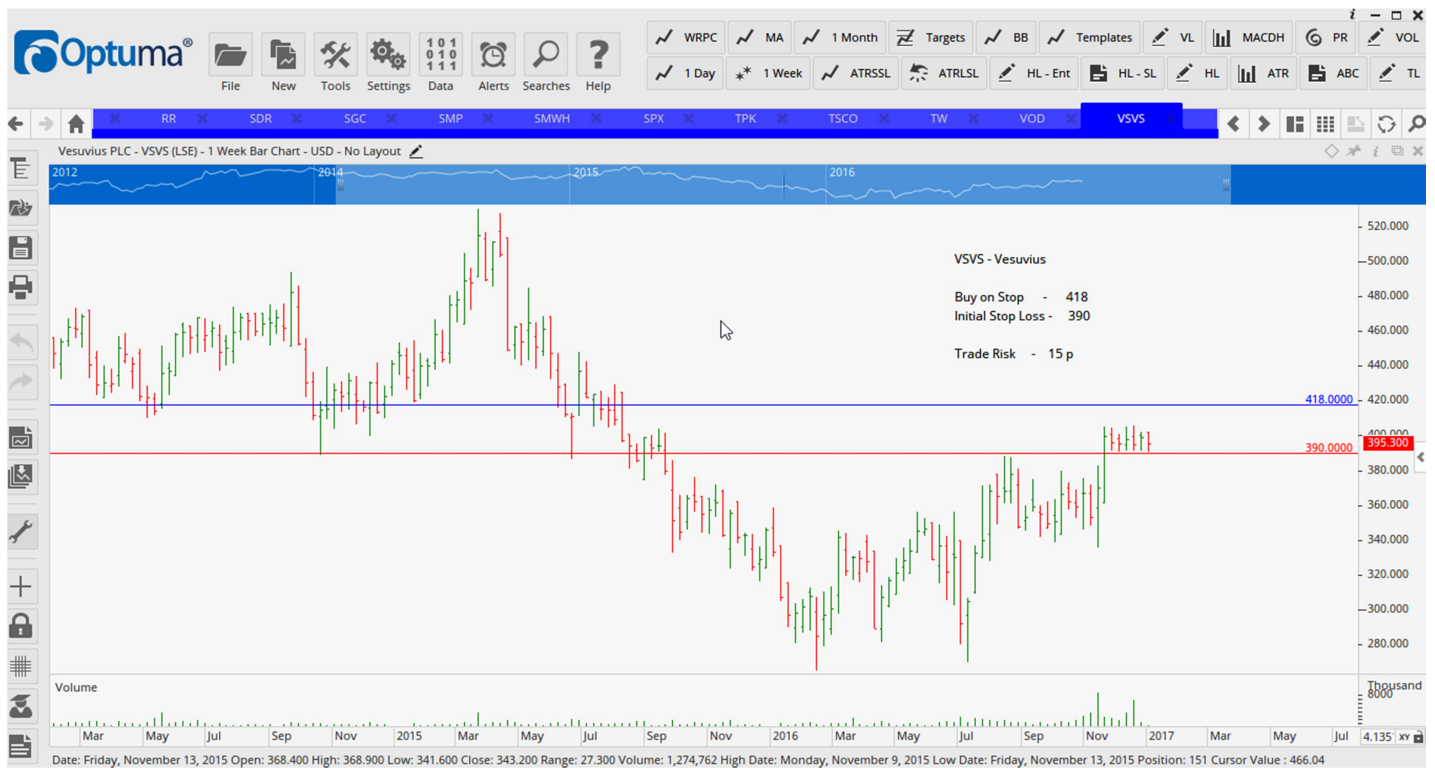 Optuma®
File
New
Tools
Settings
101
010
111
Data
Alerts
Searches
Help
WRPC
MA
1 Month
Targets
BB
Templates
VL
MACDH
PR
VOL
1 Day
1 Week
ATRSSL
ATRLSL
HL - Ent
HL - SL
HL
ATR
ABC
TL
RR
SDR
SGC
SMP
SMWH
SPX
TPK
TSCO
TW
VOD
VSVS
Vesuvius PLC - VSVS (LSE) - 1 Week Bar Chart - USD - No Layout
2012
2014
2015
2016
VSVS - Vesuvius
Buy on Stop - 418
Initial Stop Loss - 390
Trade Risk - 15 p
418.0000
390.0000
520.000
500.000
480.000
460.000
440.000
420.000
400.000
395.300
380.000
360.000
340.000
320.000
300.000
280.000
Volume
Thousand
8000
Mar
May
Jul
Sep
Nov
2015
Mar
May
Jul
Sep
Nov
2016
Mar
May
Jul
Sep
Nov
2017
Mar
May
Jul
4.135
XY
Date: Friday, November 13, 2015 Open: 368.400 High: 368.900 Low: 341.600 Close: 343.200 Range: 27.300 Volume: 1,274,762 High Date: Monday, November 9, 2015 Low Date: Friday, November 13, 2015 Position: 151 Cursor Value : 466.04